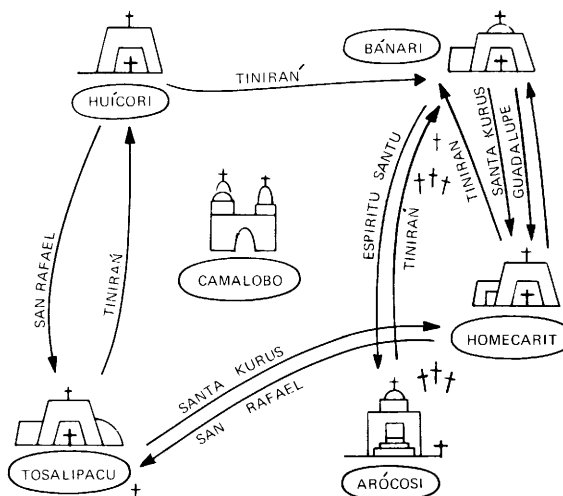 BÁNARI
TINIRAŃ
HUÍCORI
SANTA KURUS
GUADALUPE
TINIRAN
ESPIRITU SANTU
TINIRAŃ
SAN RAFAEL
TINIRAŃ
CAMALOBO
HOMECARIT
SANTA KURUS
SAN RAFAEL
TOSALIPACU
ARÓCOSI